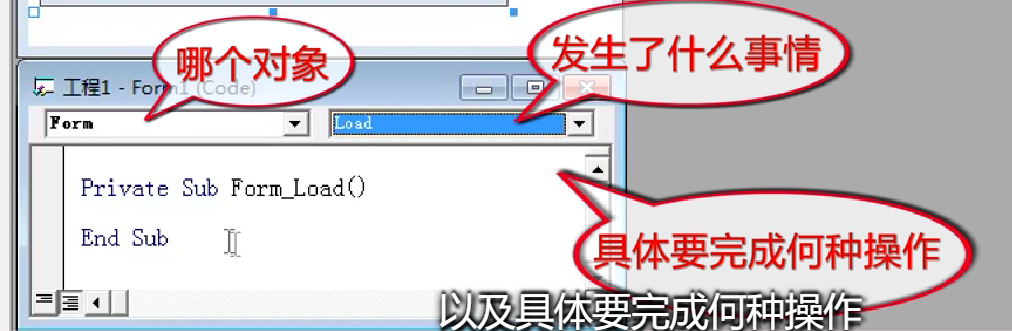 哪个对象
发生了什么事情
工程1 - Form1 (Code)
Form
Load
Private Sub Form_Load()
End Sub
具体要完成何种操作
以及具体要完成何种操作